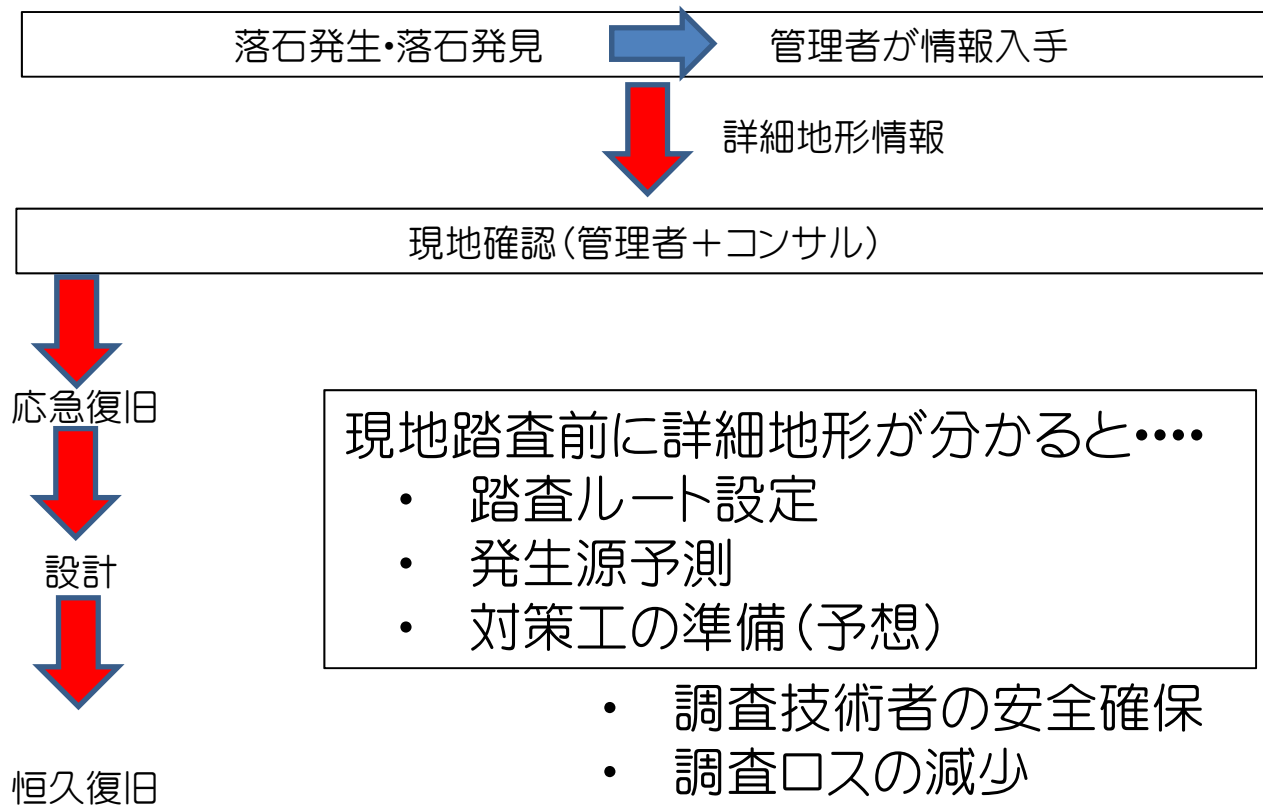 落石発生・落石発見 管理者が情報入手
詳細地形情報
現地確認(管理者+コンサル)
応急復旧
設計
恒久復旧
現地踏査前に詳細地形が分かると・・・・
・ 踏査ルート設定
・ 発生源予測
・ 対策工の準備(予想)
・ 調査技術者の安全確保
・ 調査ロスの減少